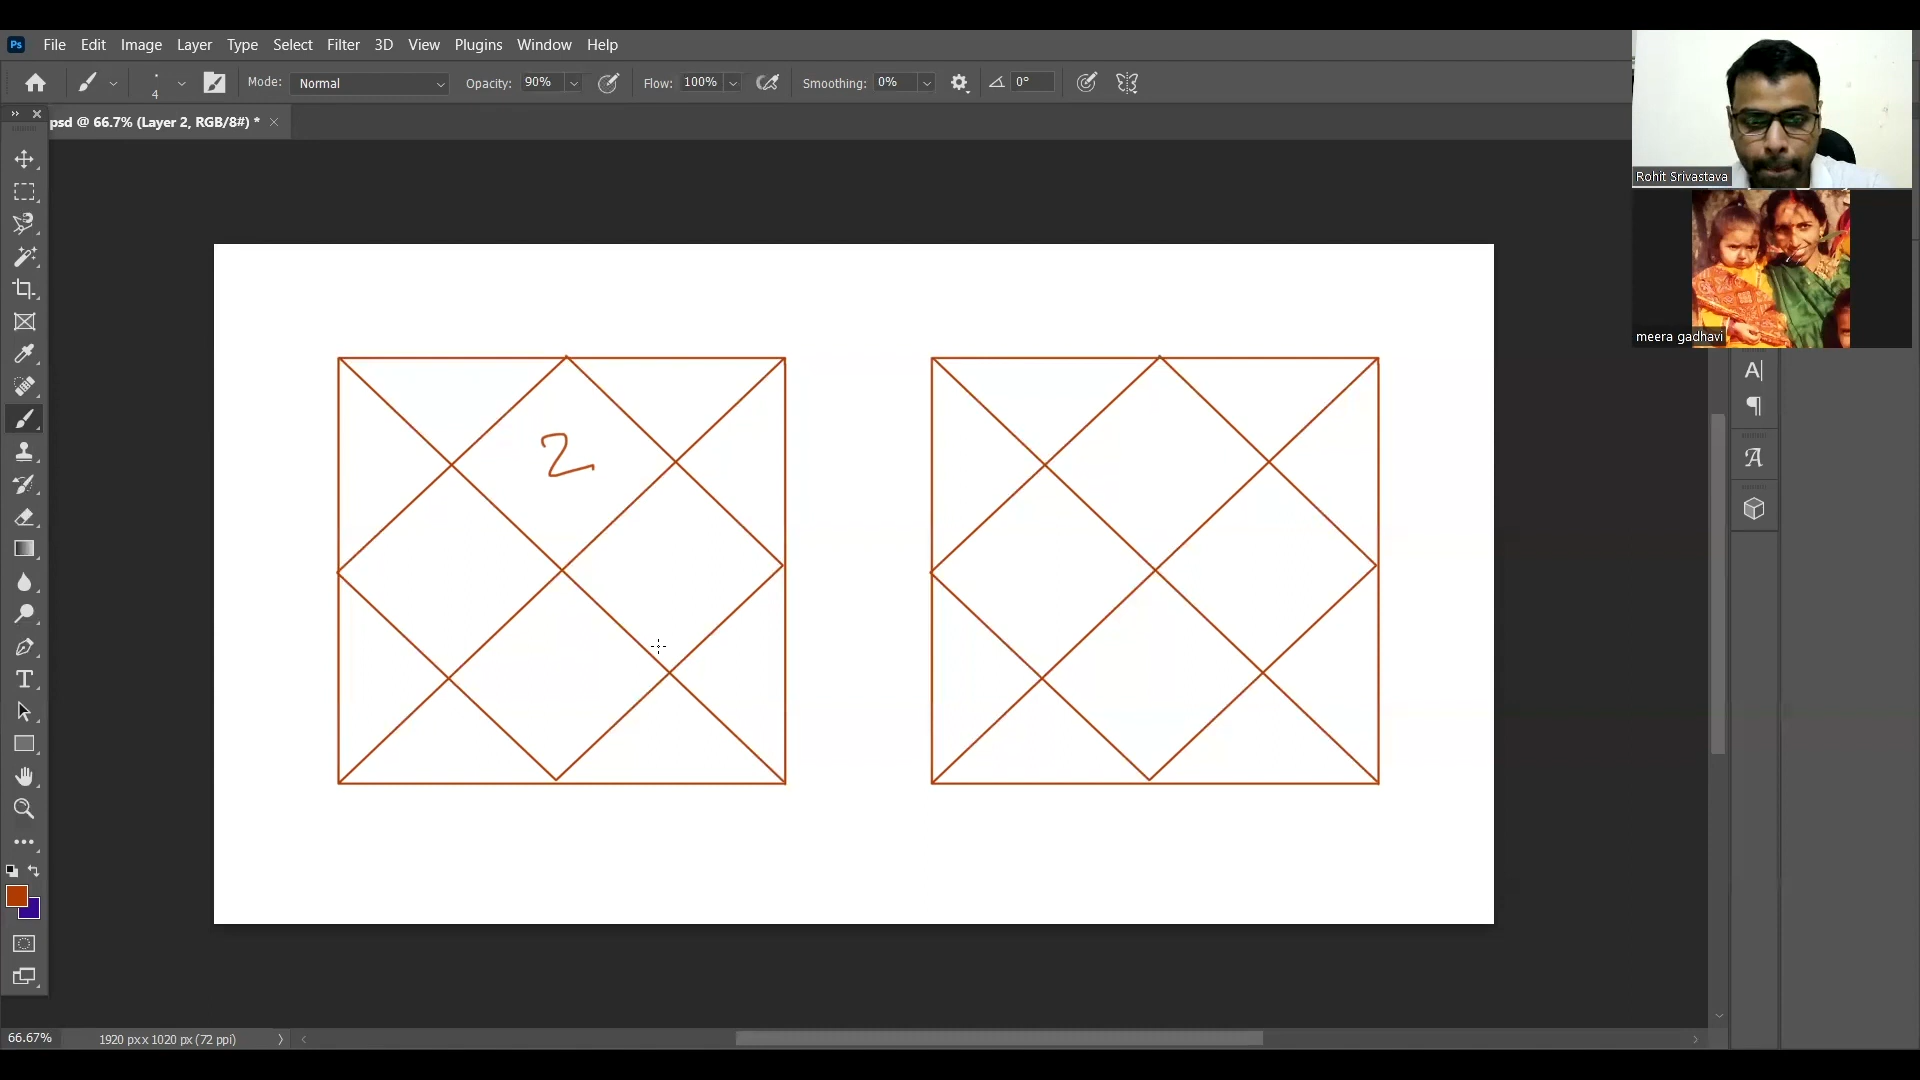 Ps File Edit Image Layer Type Select Filter 3D View Plugins Window Help
4 Mode: Normal Opacity: 90% Flow: 100% Smoothing: 0% 0°
psd @ 66.7% (Layer 2, RGB/8#) *
Rohit Srivastava
meera gadhavi
2
66.67% 1920 px x 1020 px (72 ppi)